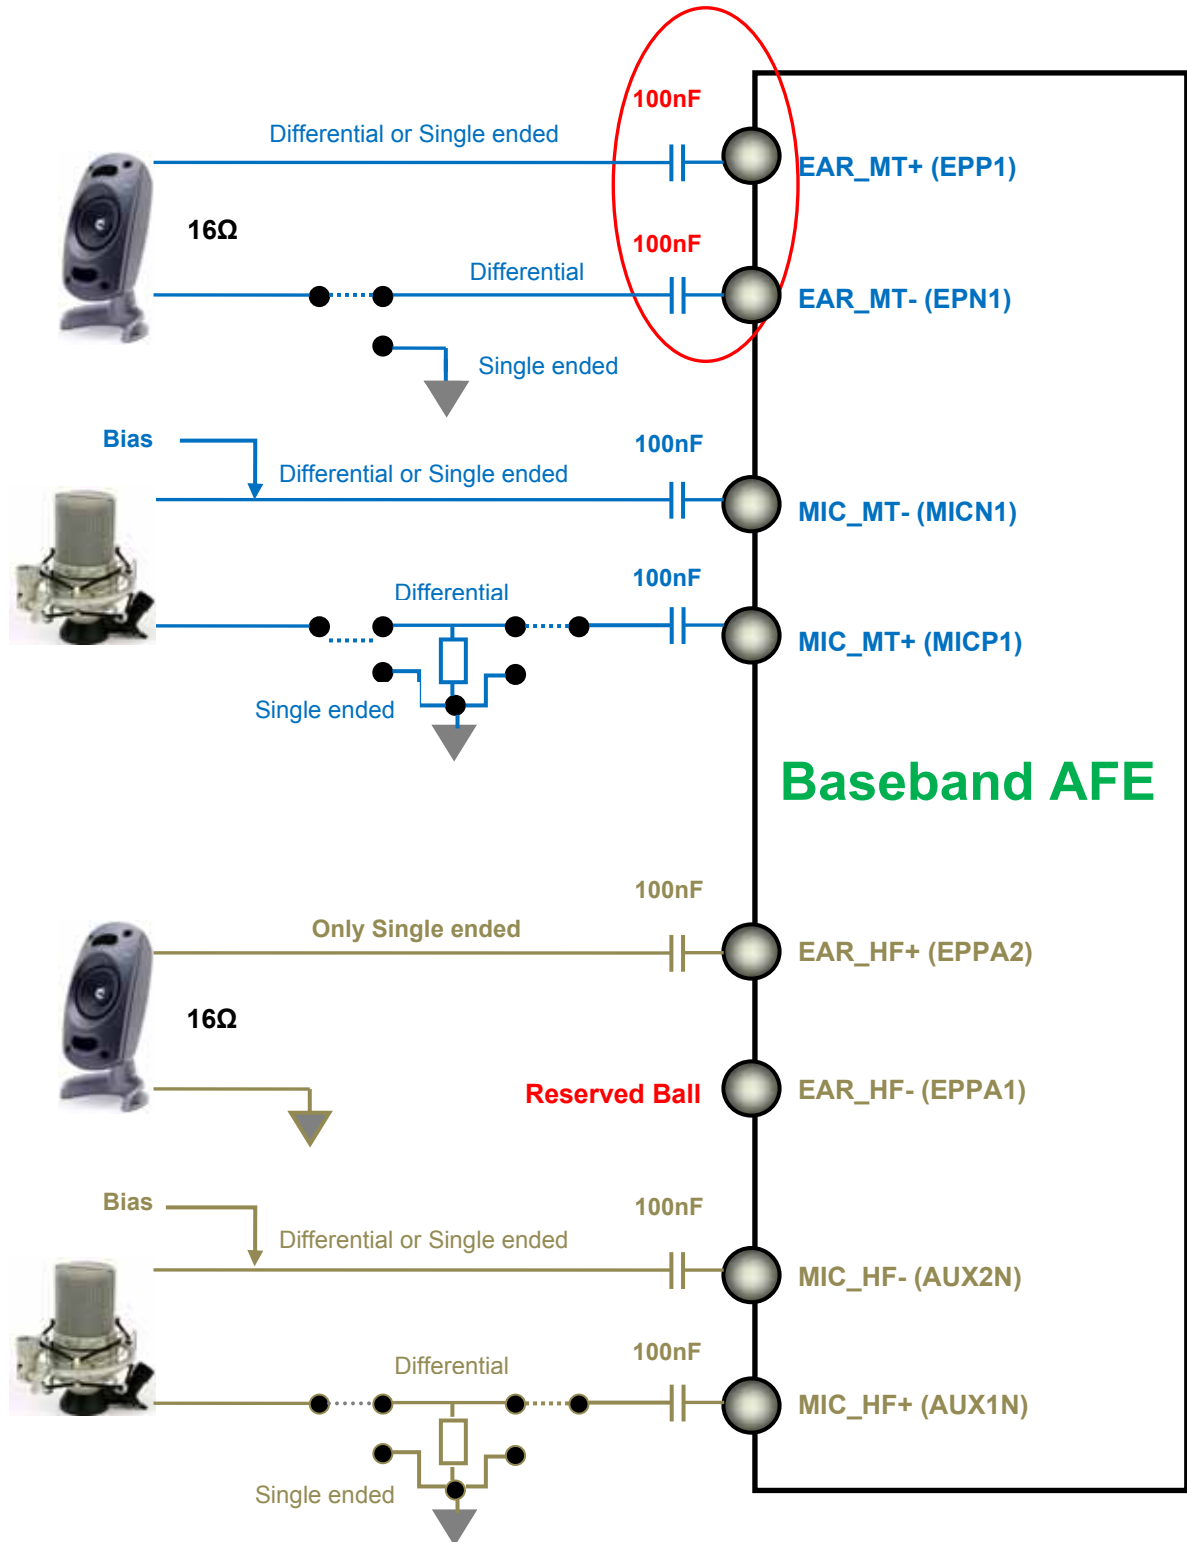 100nF
Differential or Single ended
EAR_MT+ (EPP1)
16Ω
100nF
Differential
EAR_MT- (EPN1)
Single ended
Bias
100nF
Differential or Single ended
MIC_MT- (MICN1)
100nF
Differential
MIC_MT+ (MICP1)
Single ended
Baseband AFE
100nF
Only Single ended
EAR_HF+ (EPPA2)
16Ω
Reserved Ball
EAR_HF- (EPPA1)
Bias
100nF
Differential or Single ended
MIC_HF- (AUX2N)
100nF
Differential
MIC_HF+ (AUX1N)
Single ended